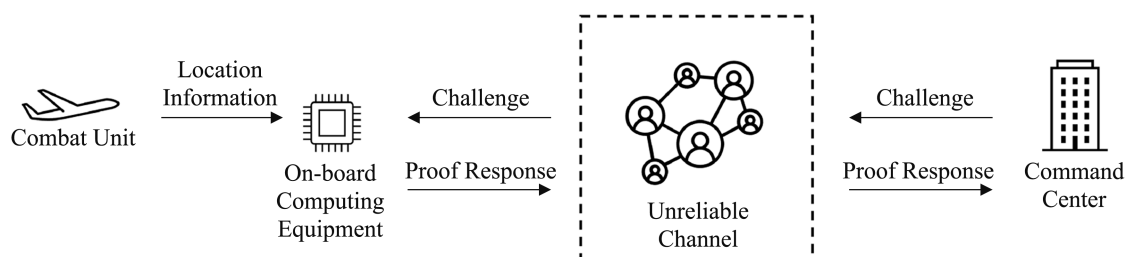 Combat Unit
Location
Information
On-board
Computing
Equipment
Challenge
Proof Response
Unreliable
Channel
Challenge
Proof Response
Command
Center